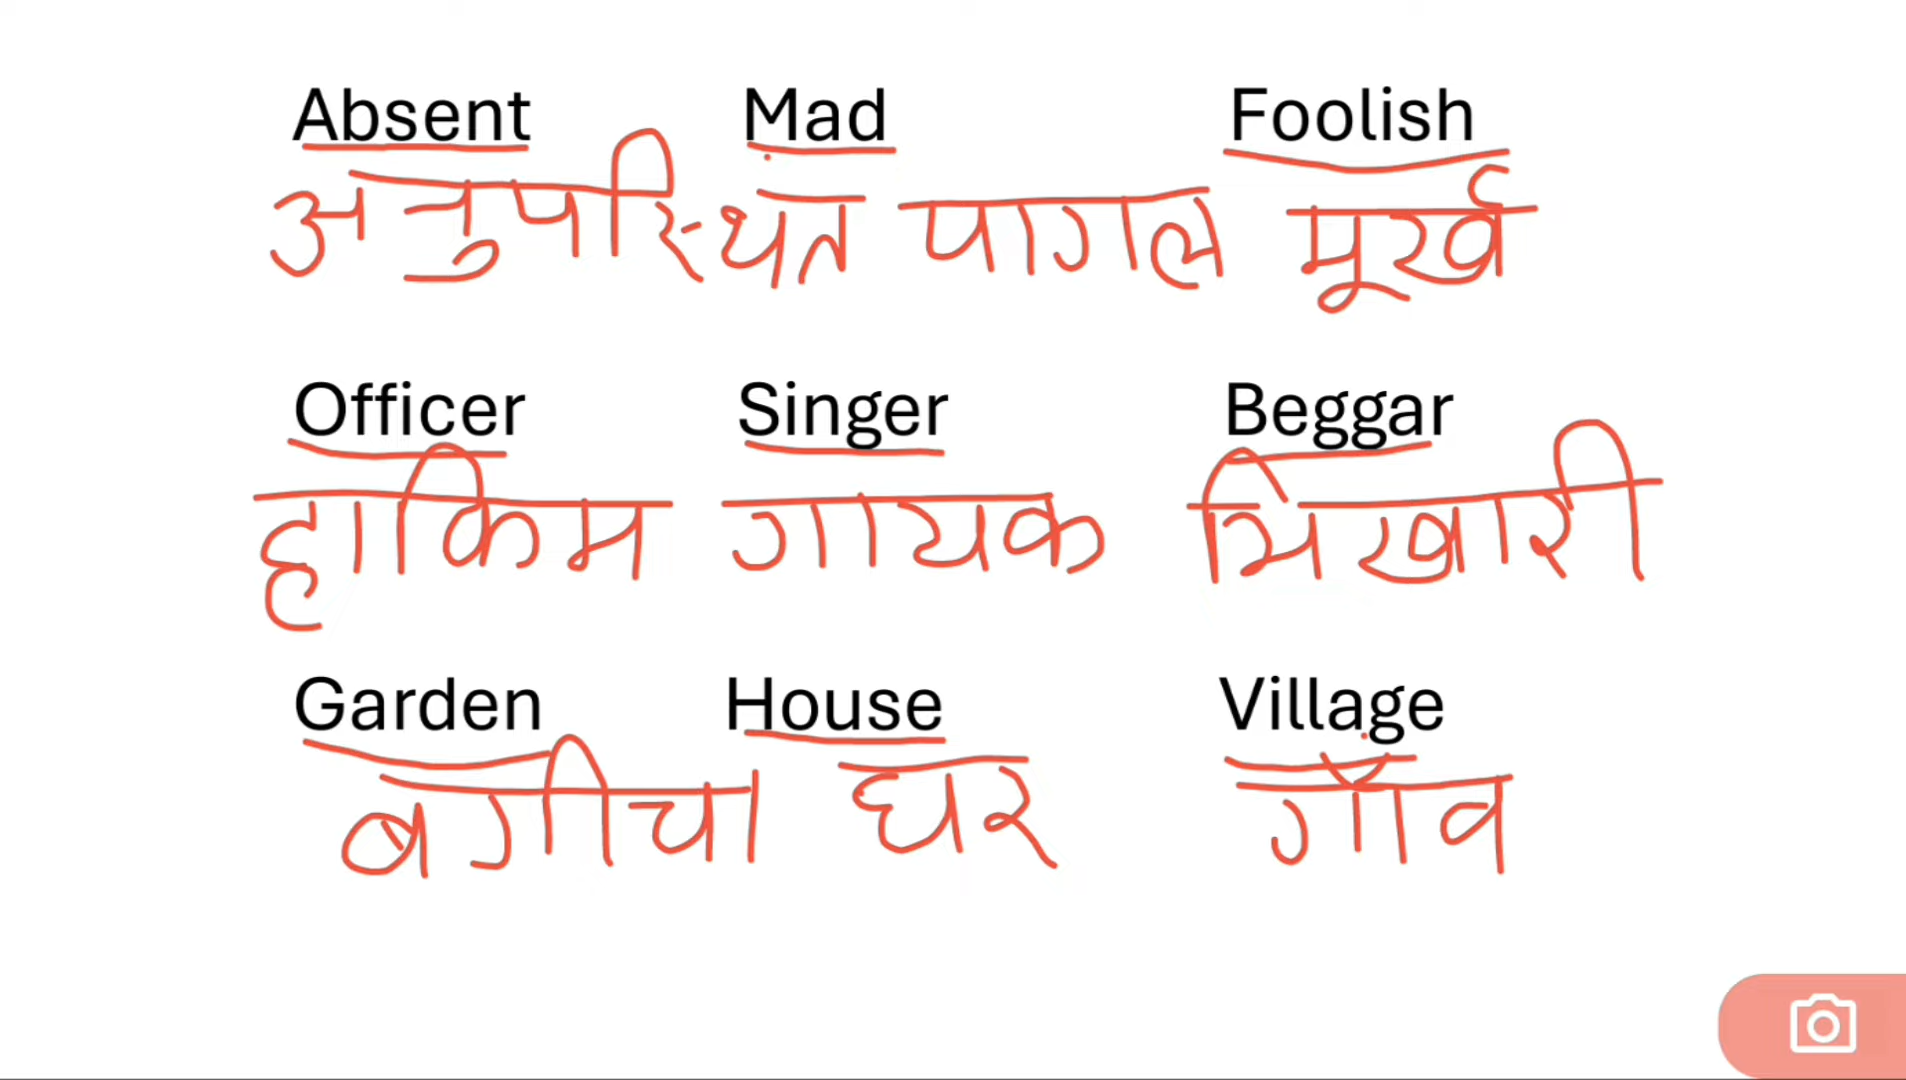 Absent Mad Foolish
अनुपस्थित पागल मूर्ख
Officer Singer Beggar
हाकिम गायक भिखारी
Garden House Village
बगीचा घर गाँव